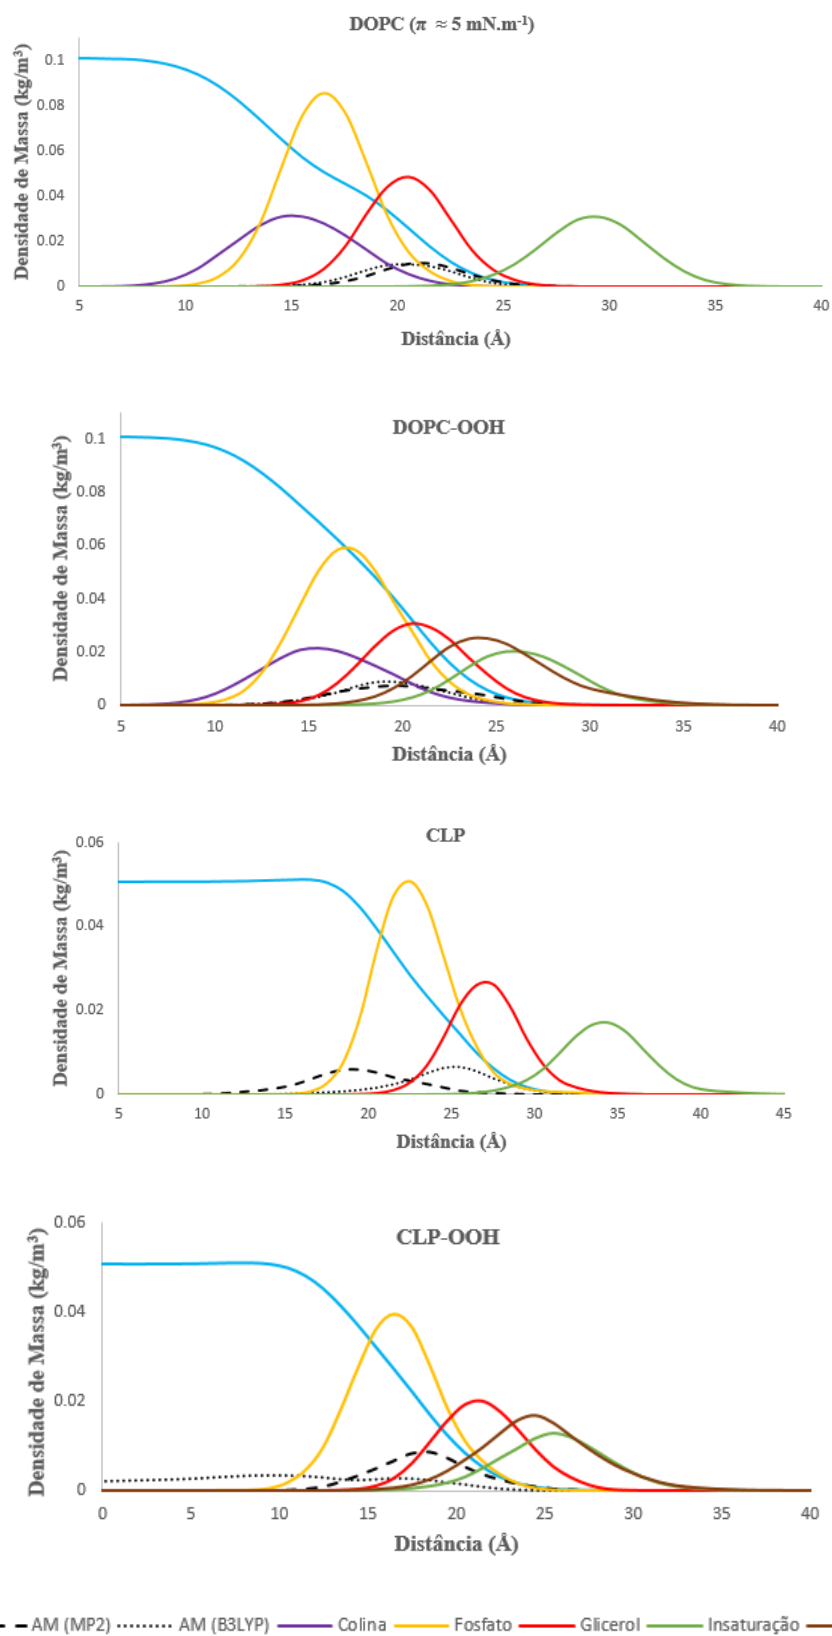 DOPC (π ≈ 5 mN.m⁻¹)
Densidade de Massa (kg/m³)
0.1
0.08
0.06
0.04
0.02
0
5 10 15 20 25 30 35 40
Distância (Å)
DOPC-OOH
Densidade de Massa (kg/m³)
0.1
0.08
0.06
0.04
0.02
0
5 10 15 20 25 30 35 40
Distância (Å)
CLP
Densidade de Massa (kg/m³)
0.06
0.04
0.02
0
5 10 15 20 25 30 35 40 45
Distância (Å)
CLP-OOH
Densidade de Massa (kg/m³)
0.06
0.04
0.02
0
0 5 10 15 20 25 30 35 40
Distância (Å)
AM (MP2) AM (B3LYP) Colina Fosfato Glicerol Insaturação